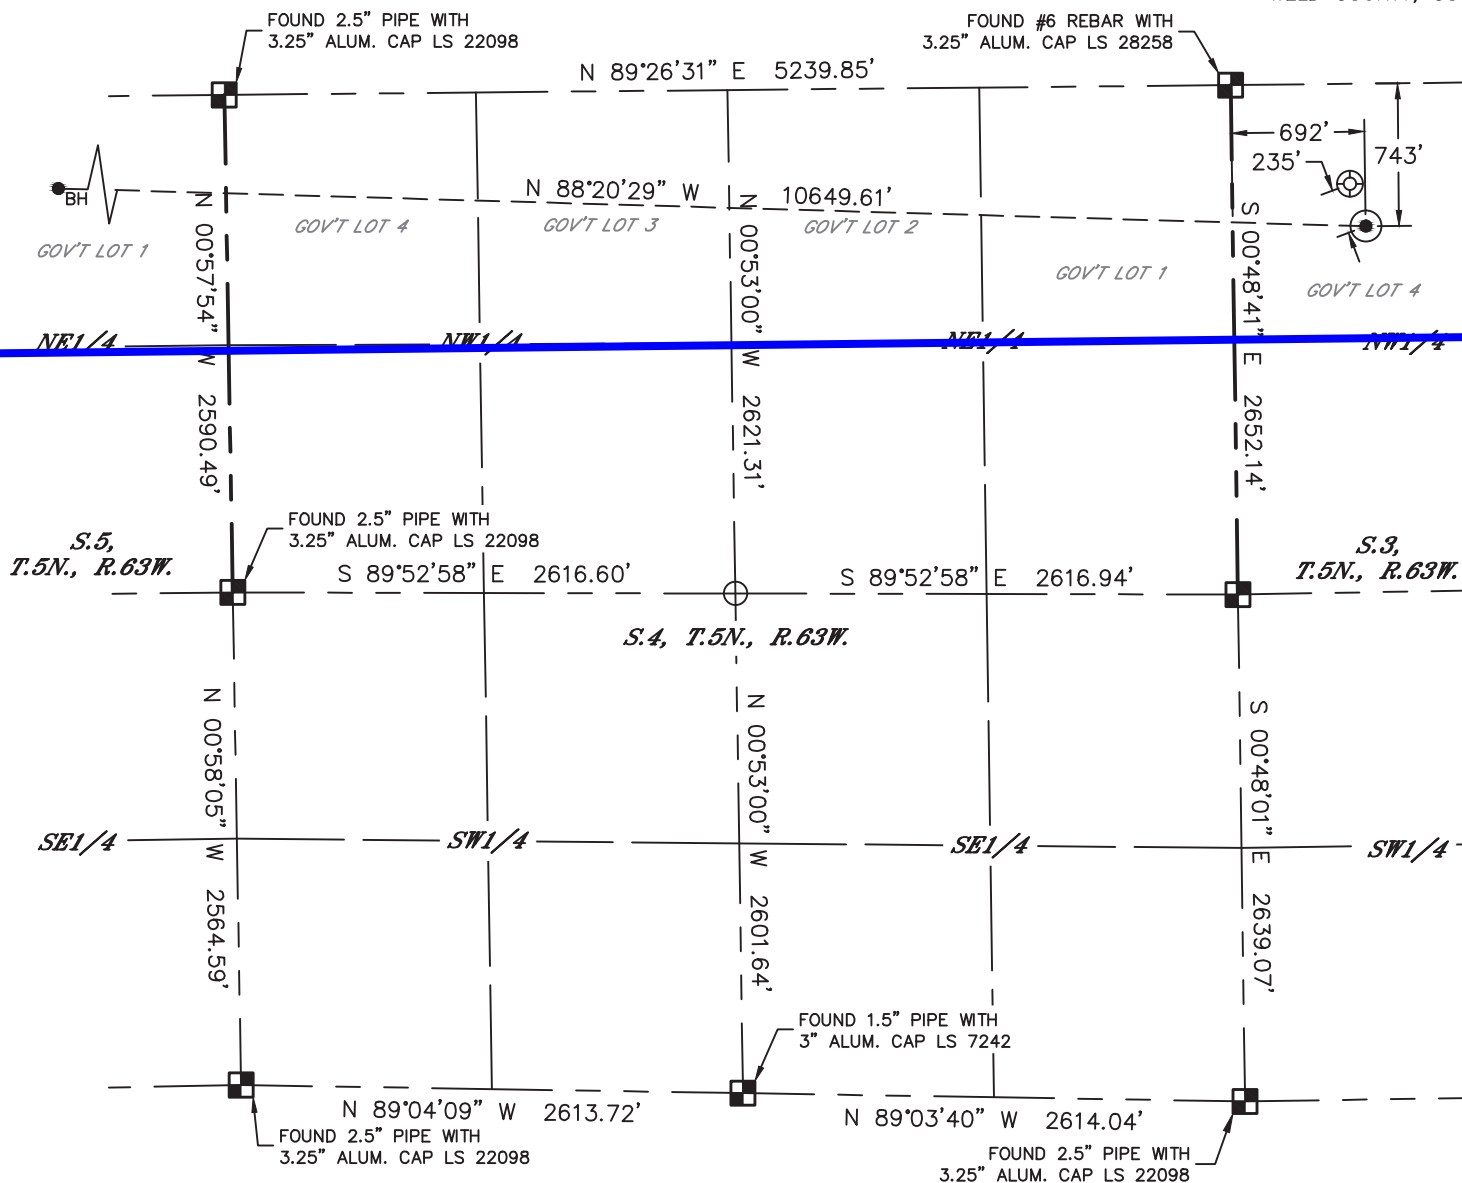 FOUND 2.5" PIPE WITH
3.25" ALUM. CAP LS 22098
FOUND #6 REBAR WITH
3.25" ALUM. CAP LS 28258
N 89°26'31" E 5239.85'
692'
235'
743'
BH
N 88°20'29" W 10649.61'
GOV'T LOT 1
GOV'T LOT 4
GOV'T LOT 3
GOV'T LOT 2
GOV'T LOT 1
GOV'T LOT 4
N 00°57'54" W 2590.49'
N 00°53'00" W 2621.31'
S 00°48'41" E 2652.14'
NE1/4
NW1/4
NE1/4
NW1/4
FOUND 2.5" PIPE WITH
3.25" ALUM. CAP LS 22098
S.5,
T.5N., R.63W.
S 89°52'58" E 2616.60'
S 89°52'58" E 2616.94'
S.3,
T.5N., R.63W.
S.4, T.5N., R.63W.
N 00°58'05" W 2564.59'
N 00°53'00" W 2601.64'
S 00°48'01" E 2639.07'
SE1/4
SW1/4
SE1/4
SW1/4
FOUND 1.5" PIPE WITH
3" ALUM. CAP LS 7242
N 89°04'09" W 2613.72'
N 89°03'40" W 2614.04'
FOUND 2.5" PIPE WITH
3.25" ALUM. CAP LS 22098
FOUND 2.5" PIPE WITH
3.25" ALUM. CAP LS 22098